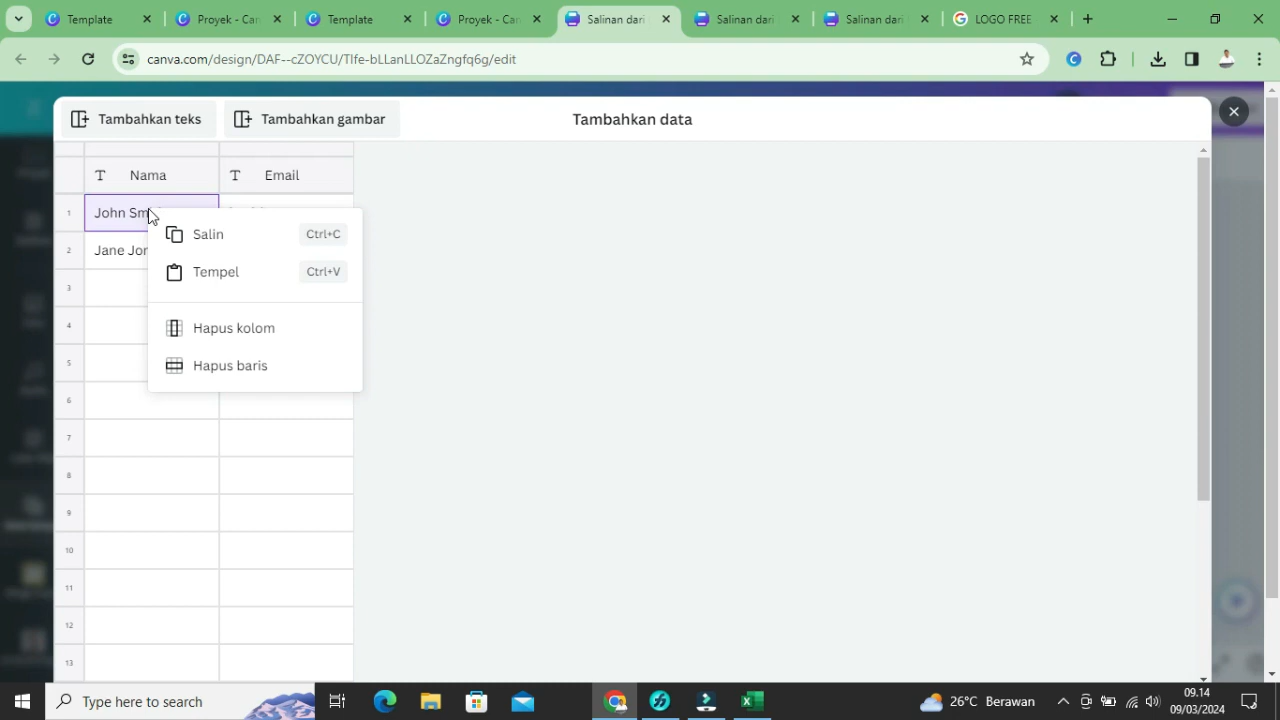 Template
Proyek - Can
Template
Proyek - Can
Salinan dari
Salinan dari
Salinan dari
LOGO FREE
canva.com/design/DAF--cZOYCU/TIfe-bLLanLLOZaZngfq6g/edit
Tambahkan teks
Tambahkan gambar
Tambahkan data
T Nama
T Email
1 John Sm
2 Jane Jor
3
4
5
6
7
8
9
10
11
12
13
Salin Ctrl+C
Tempel Ctrl+V
Hapus kolom
Hapus baris
Type here to search
26°C Berawan
09.14
09/03/2024